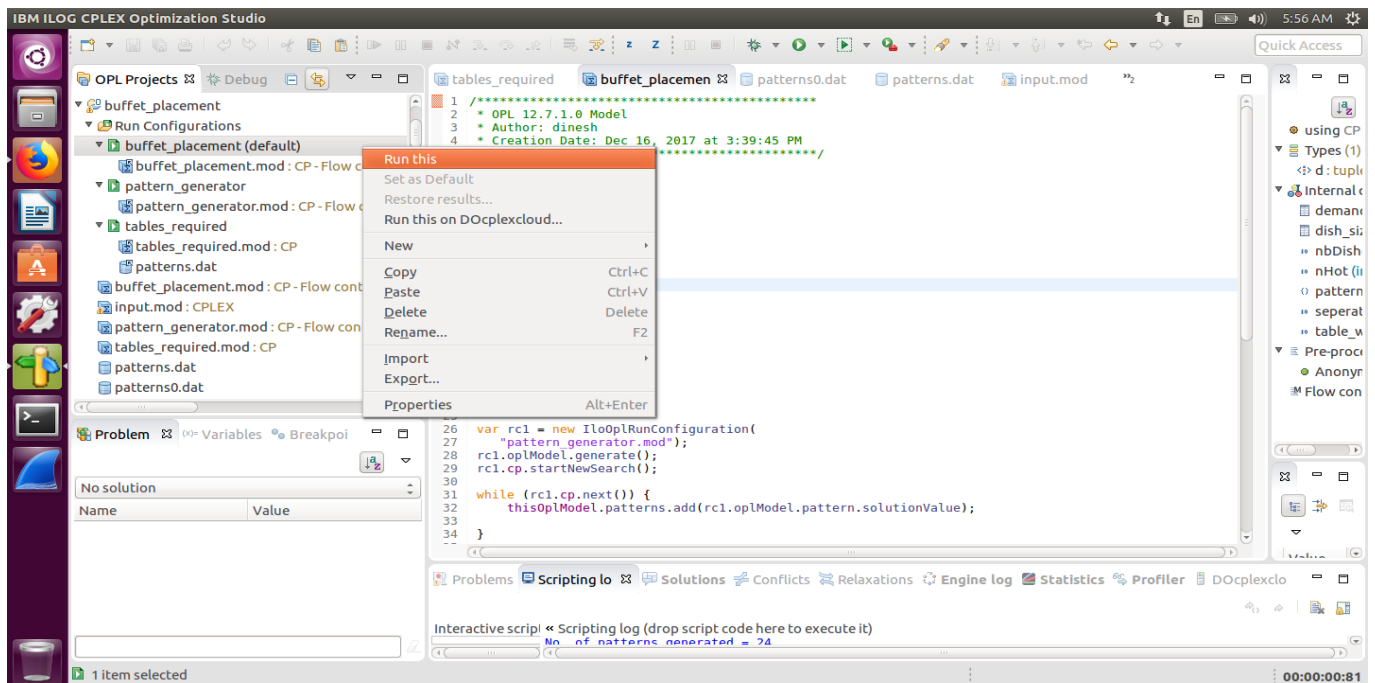 IBM ILOG CPLEX Optimization Studio
En
5:56 AM
Quick Access
OPL Projects
Debug
buffet_placement
Run Configurations
buffet_placement (default)
buffet_placement.mod : CP - Flow c
pattern_generator
pattern_generator.mod : CP - Flow c
tables_required
tables_required.mod : CP
patterns.dat
buffet_placement.mod : CP - Flow cont
input.mod : CPLEX
pattern_generator.mod : CP - Flow con
tables_required.mod : CP
patterns.dat
patterns0.dat
Run this
Set as Default
Restore results...
Run this on DOcplexcloud...
New
Copy Ctrl+C
Paste Ctrl+V
Delete Delete
Rename... F2
Import
Export...
Properties Alt+Enter
tables_required
buffet_placemen
patterns0.dat
patterns.dat
input.mod
»2
1 /*********************************************
2 * OPL 12.7.1.0 Model
3 * Author: dinesh
4 * Creation Date: Dec 16, 2017 at 3:39:45 PM
*********************/
26 var rc1 = new IloOplRunConfiguration(
27 "pattern_generator.mod");
28 rc1.oplModel.generate();
29 rc1.cp.startNewSearch();
30
31 while (rc1.cp.next()) {
32 thisOplModel.patterns.add(rc1.oplModel.pattern.solutionValue);
33
34 }
using CP
Types (1)
d : tuple
Internal
deman
dish_si
nbDish
nHot
pattern
seperat
table_w
Pre-proc
Anonyr
Flow con
Problem
Variables
Breakpoi
No solution
Name Value
Problems
Scripting lo
Solutions
Conflicts
Relaxations
Engine log
Statistics
Profiler
DOcplexclo
Interactive scrip
« Scripting log (drop script code here to execute it)
No. of patterns generated = 24
1 item selected
00:00:00:81